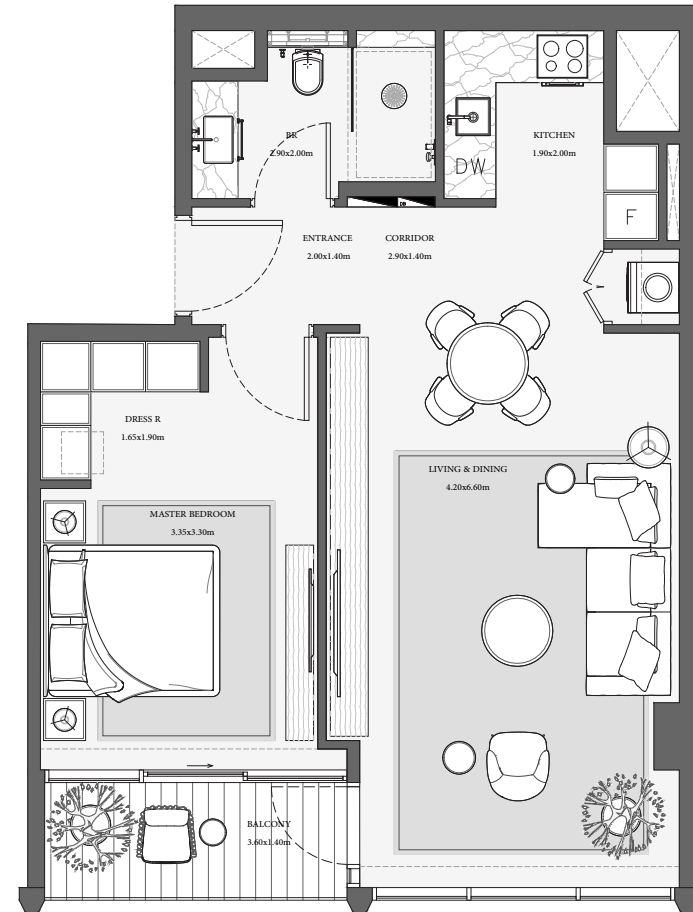 BR
2.90x2.00m
KITCHEN
1.90x2.00m
DW
F
DB
ENTRANCE
2.00x1.40m
CORRIDOR
2.90x1.40m
DRESS R
1.65x1.90m
LIVING & DINING
4.20x6.60m
MASTER BEDROOM
3.35x3.30m
BALCONY
3.60x1.40m